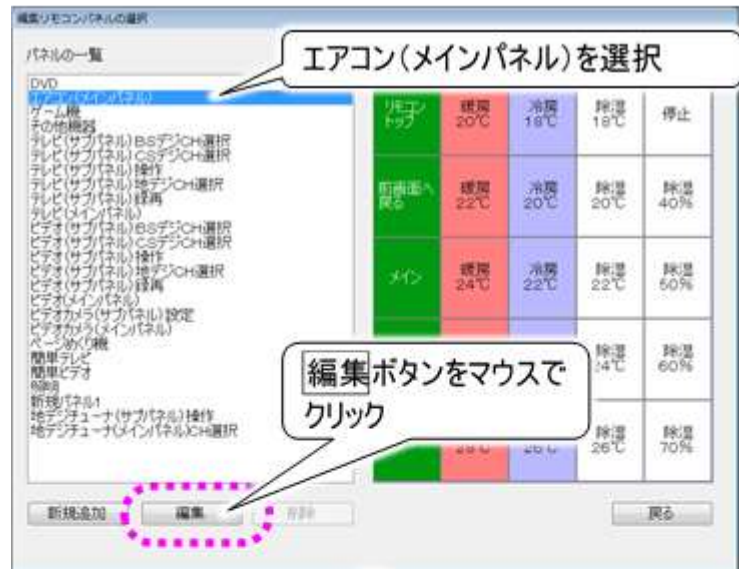 編集リモコンパネルの選択
パネルの一覧
エアコン(メインパネル)を選択
DVD
エアコン(メインパネル)
ゲーム機
その他機器
テレビ(サブパネル)BSデジCH選択
テレビ(サブパネル)CSデジCH選択
テレビ(サブパネル)操作
テレビ(サブパネル)地デジCH選択
テレビ(サブパネル)録再
テレビ(メインパネル)
ビデオ(サブパネル)BSデジCH選択
ビデオ(サブパネル)CSデジCH選択
ビデオ(サブパネル)操作
ビデオ(サブパネル)地デジCH選択
ビデオ(サブパネル)録再
ビデオ(メインパネル)
ビデオカメラ(サブパネル)設定
ビデオカメラ(メインパネル)
ページめくり機
簡単テレビ
簡単ビデオ
照明
新規パネル1
地デジチューナ(サブパネル)操作
地デジチューナ(メインパネル)CH選択
リモコン
トップ
暖房
20℃
冷房
18℃
除湿
18℃
停止
前画面へ
戻る
暖房
22℃
冷房
20℃
除湿
20℃
除湿
40%
メイン
暖房
24℃
冷房
22℃
除湿
22℃
除湿
50%
除湿
24℃
除湿
60%
28℃
26℃
除湿
26℃
除湿
70%
編集ボタンをマウスで
クリック
新規追加
編集
削除
戻る